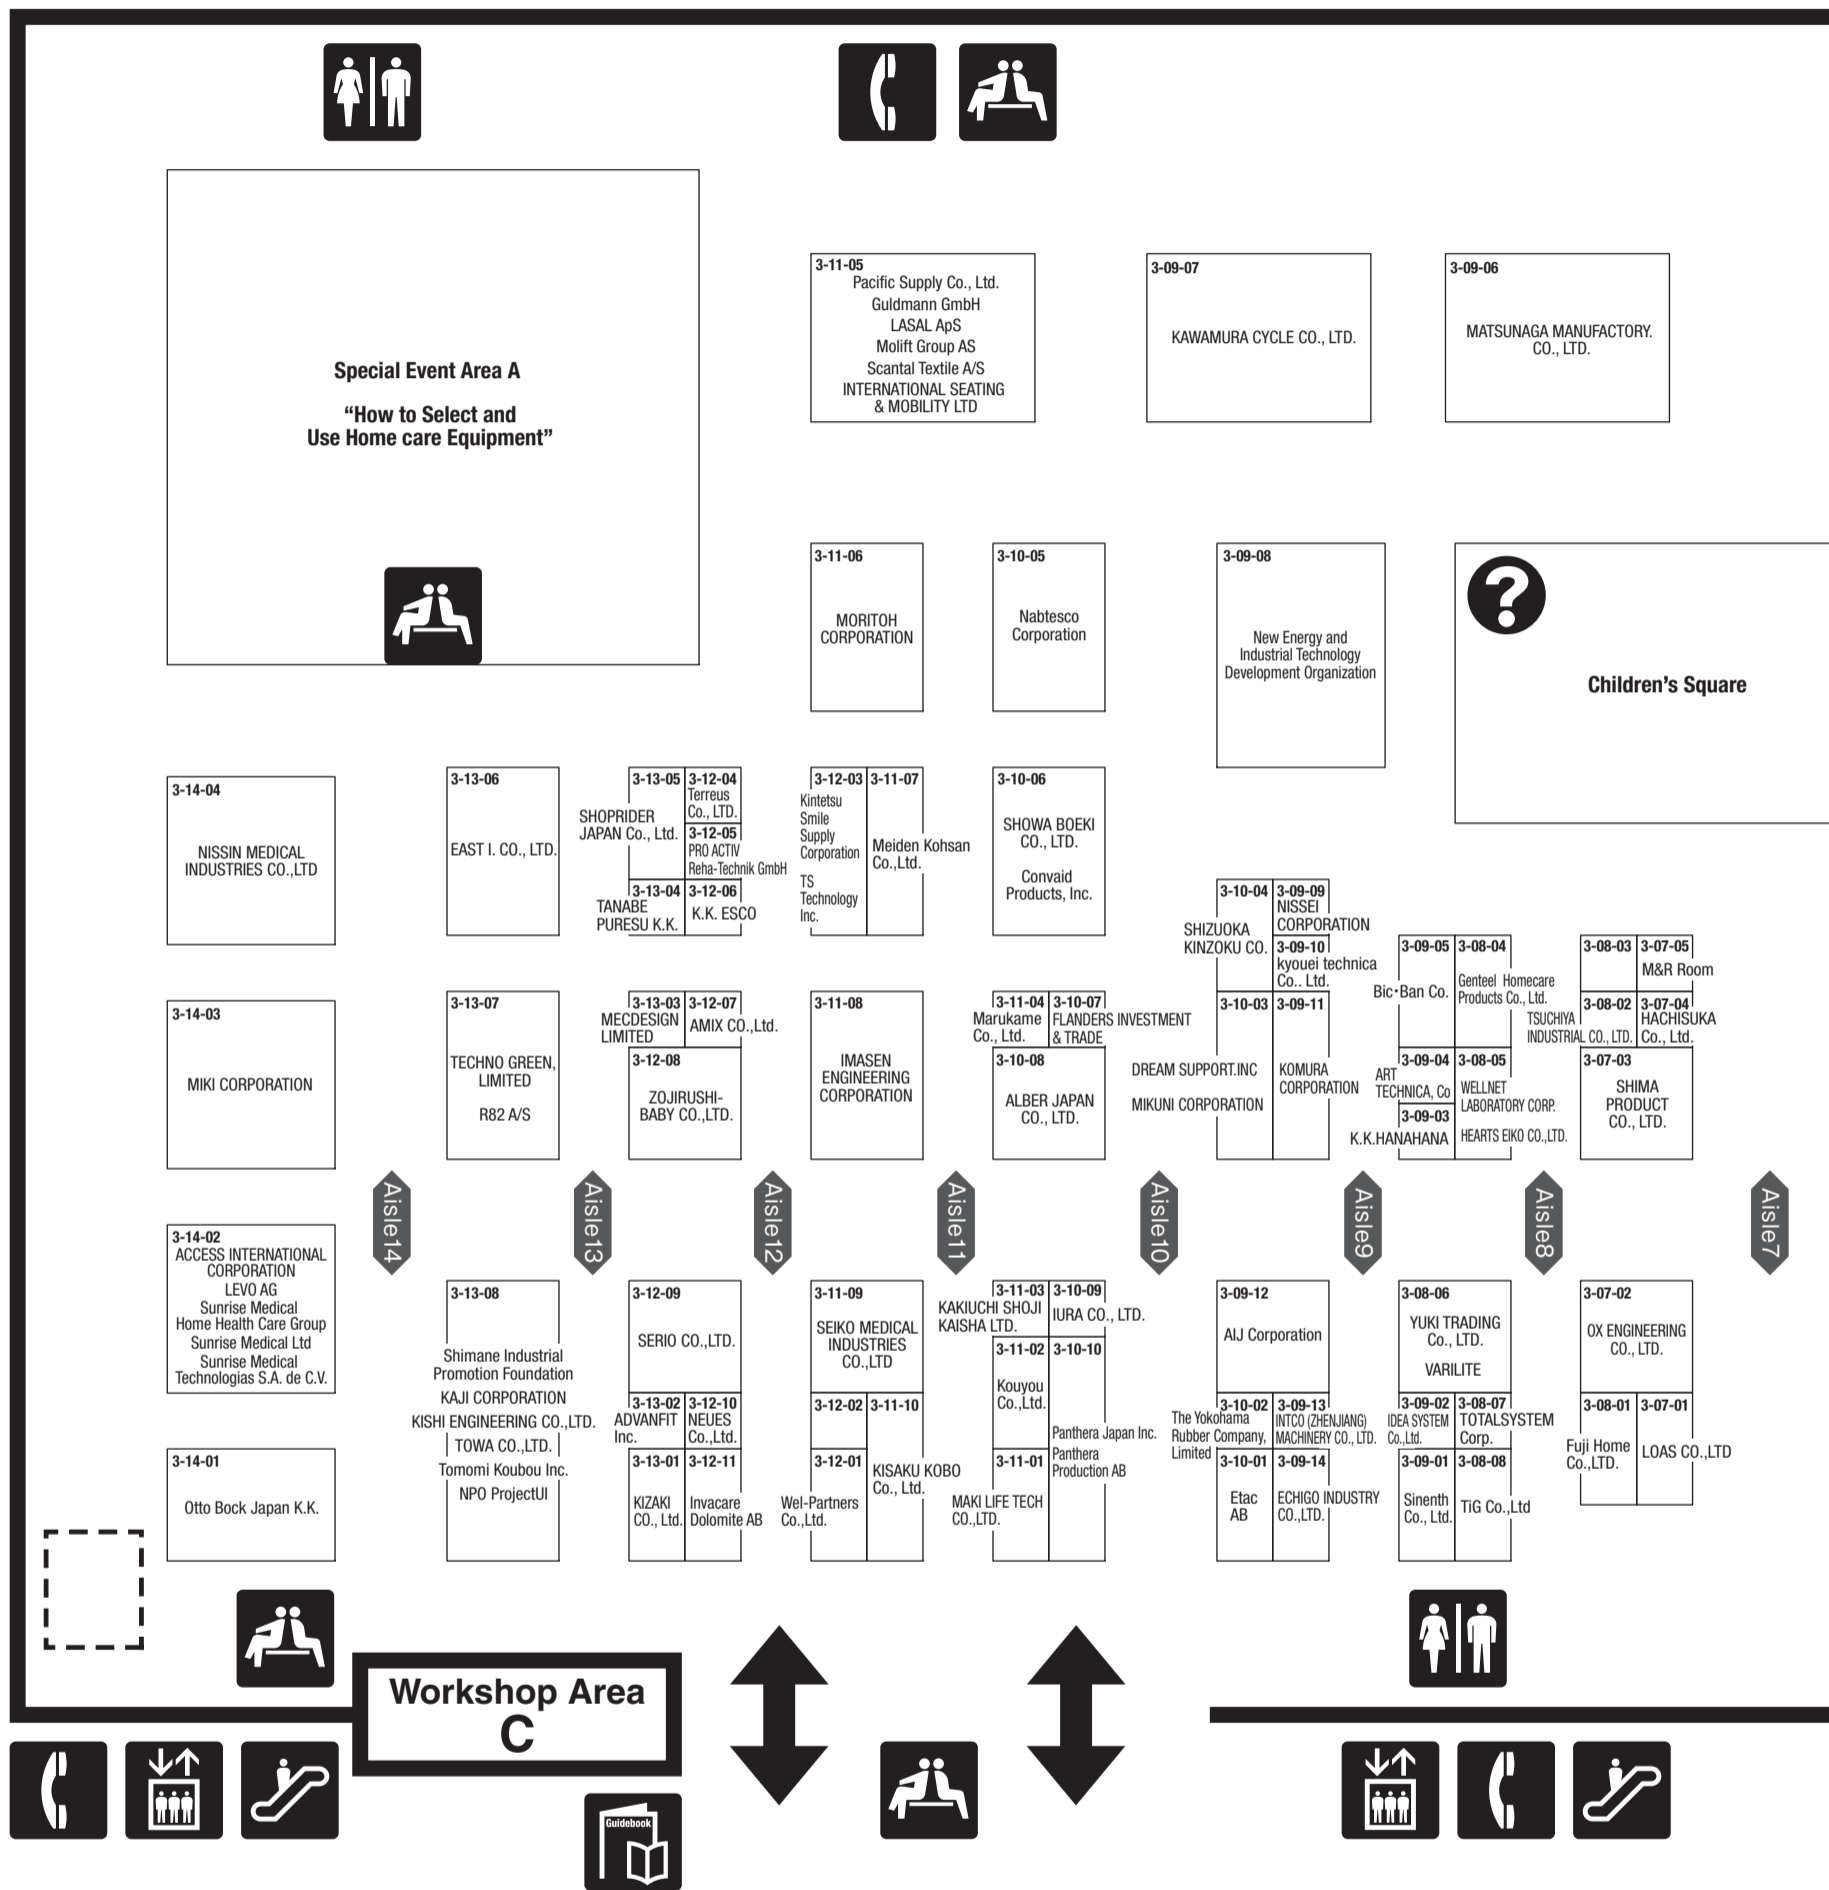 3-11-05
Pacific Supply Co., Ltd.
Guldmann GmbH
LASAL ApS
Molift Group AS
Scantal Textile A/S
INTERNATIONAL SEATING
& MOBILITY LTD
3-09-07
KAWAMURA CYCLE CO., LTD.
3-09-06
MATSUNAGA MANUFACTORY.
CO., LTD.
Special Event Area A
“How to Select and
Use Home care Equipment”
3-11-06
MORITOH
CORPORATION
3-10-05
Nabtesco
Corporation
3-09-08
New Energy and
Industrial Technology
Development Organization
?
Children's Square
3-14-04
NISSIN MEDICAL
INDUSTRIES CO.,LTD
3-13-06
EAST I. CO., LTD.
3-13-05
SHOPRIDER
JAPAN Co., Ltd.
3-12-04
Terreus
Co., LTD.
3-12-05
PRO ACTIV
Reha-Technik GmbH
3-13-04
TANABE
PURESU K.K.
3-12-06
K.K. ESCO
3-12-03
Kintetsu
Smile
Supply
Corporation
TS
Technology
Inc.
3-11-07
Meiden Kohsan
Co.,Ltd.
3-10-06
SHOWA BOEKI
CO., LTD.
Convaid
Products, Inc.
3-10-04
SHIZUOKA
KINZOKU CO.
3-09-09
NISSEI
CORPORATION
3-09-10
kyouei technica
Co.. Ltd.
3-09-05
Bic•Ban Co.
3-08-04
Genteel Homecare
Products Co., Ltd.
3-08-03
3-07-05
M&R Room
3-08-02
TSUCHIYA
INDUSTRIAL CO., LTD.
3-07-04
HACHISUKA
Co., Ltd.
3-14-03
MIKI CORPORATION
3-13-07
TECHNO GREEN,
LIMITED
R82 A/S
3-13-03
MECDESIGN
LIMITED
3-12-07
AMIX CO.,Ltd.
3-12-08
ZOJIRUSHI-
BABY CO.,LTD.
3-11-08
IMASEN
ENGINEERING
CORPORATION
3-11-04
Marukame
Co., Ltd.
3-10-07
FLANDERS INVESTMENT
& TRADE
3-10-08
ALBER JAPAN
CO., LTD.
3-10-03
DREAM SUPPORT.INC
MIKUNI CORPORATION
3-09-11
KOMURA
CORPORATION
3-09-04
ART
TECHNICA, Co
3-09-03
K.K.HANAHANA
3-08-05
WELLNET
LABORATORY CORP.
HEARTS EIKO CO.,LTD.
3-07-03
SHIMA
PRODUCT
CO., LTD.
Aisle14
Aisle13
Aisle12
Aisle11
Aisle10
Aisle9
Aisle8
Aisle7
3-14-02
ACCESS INTERNATIONAL
CORPORATION
LEVO AG
Sunrise Medical
Home Health Care Group
Sunrise Medical Ltd
Sunrise Medical
Technologias S.A. de C.V.
3-13-08
Shimane Industrial
Promotion Foundation
KAJI CORPORATION
KISHI ENGINEERING CO.,LTD.
TOWA CO.,LTD.
Tomomi Koubou Inc.
NPO ProjectUI
3-12-09
SERIO CO.,LTD.
3-13-02
ADVANFIT
Inc.
3-12-10
NEUES
Co.,Ltd.
3-13-01
KIZAKI
CO., Ltd.
3-12-11
Invacare
Dolomite AB
3-11-09
SEIKO MEDICAL
INDUSTRIES
CO.,LTD
3-12-02
3-11-10
KISAKU KOBO
Co., Ltd.
3-12-01
Wel-Partners
Co.,Ltd.
3-11-03
KAKIUCHI SHOJI
KAISHA LTD.
3-10-09
IURA CO., LTD.
3-11-02
Kouyou
Co.,Ltd.
3-10-10
Panthera Japan Inc.
Panthera
Production AB
3-11-01
MAKI LIFE TECH
CO.,LTD.
3-09-12
AIJ Corporation
3-10-02
The Yokohama
Rubber Company,
Limited
3-09-13
INTCO (ZHENJIANG)
MACHINERY CO., LTD.
3-10-01
Etac
AB
3-09-14
ECHIGO INDUSTRY
CO.,LTD.
3-08-06
YUKI TRADING
Co., LTD.
VARILITE
3-09-02
IDEA SYSTEM
Co.,Ltd.
3-08-07
TOTALSYSTEM
Corp.
3-09-01
Sinenth
Co., Ltd.
3-08-08
TiG Co.,Ltd
3-07-02
OX ENGINEERING
CO., LTD.
3-08-01
Fuji Home
Co.,LTD.
3-07-01
LOAS CO.,LTD
3-14-01
Otto Bock Japan K.K.
Workshop Area
C
Guidebook